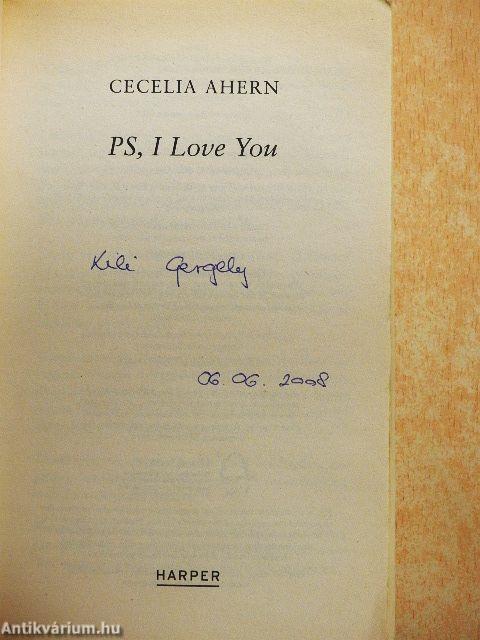 CECELIA AHERN
PS, I Love You
Kili Gergely
06.06.2008
HARPER
Antikvárium.hu